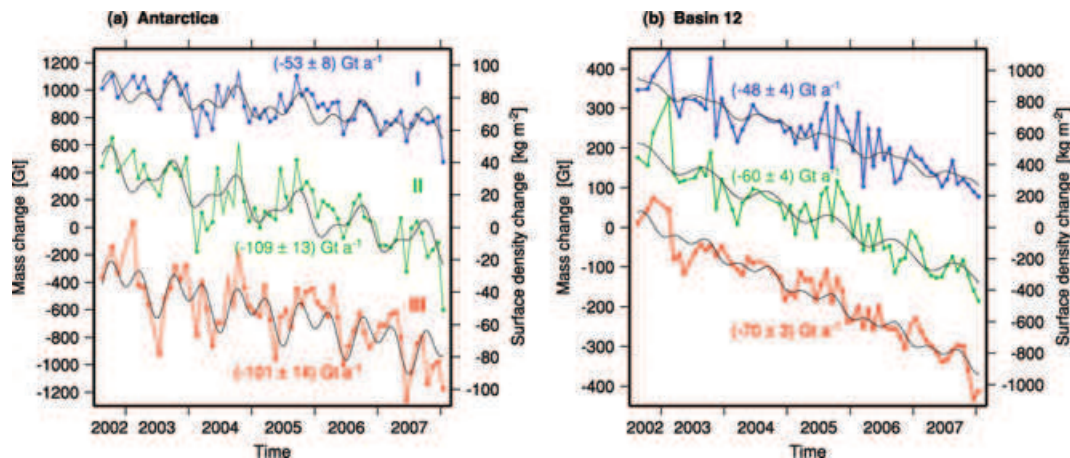 (a) Antarctica
Mass change [Gt]
1200
1000
800
600
400
200
0
-200
-400
-600
-800
1000
-1200
(-53 ± 8) Gt a⁻¹
I
II
(-109 ± 13) Gt a⁻¹
III
(-101 ± 14) Gt a⁻¹
100
80
60
40
20
0
-20
-40
-60
-80
-100
Surface density change [kg m⁻²]
2002 2003 2004 2005 2006 2007
Time
(b) Basin 12
Mass change [Gt]
400
300
200
100
0
-100
-200
-300
-400
(-48 ± 4) Gt a⁻¹
(-60 ± 4) Gt a⁻¹
(-70 ± 3) Gt a⁻¹
1000
800
600
400
200
0
-200
-400
-600
-800
-1000
Surface density change [kg m⁻²]
2002 2003 2004 2005 2006 2007
Time